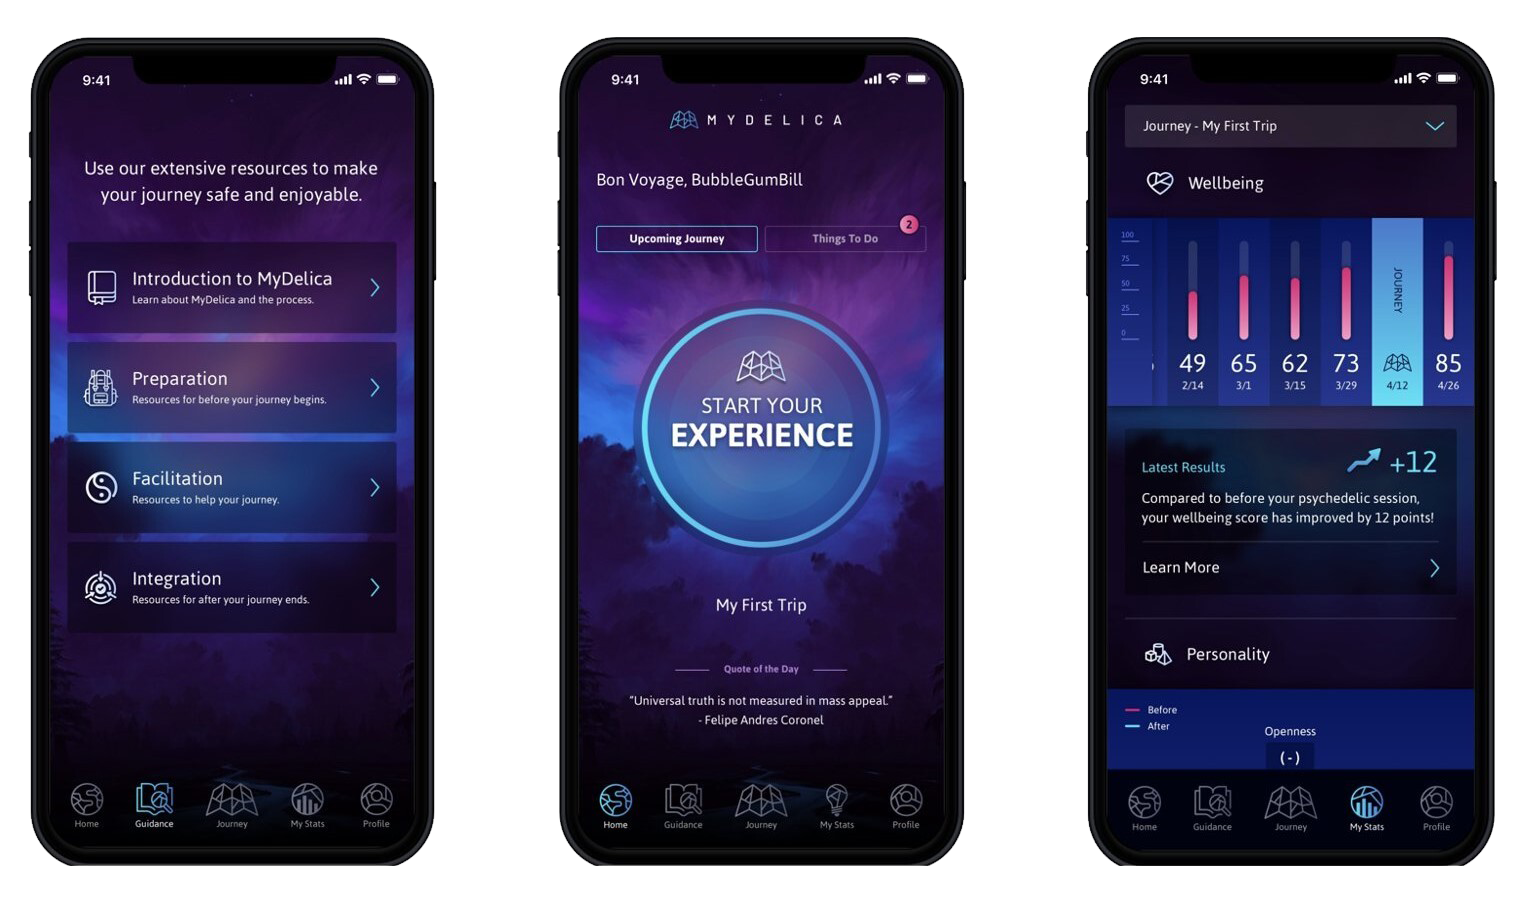 9:41
Use our extensive resources to make
your journey safe and enjoyable.
Introduction to MyDelica
Learn about MyDelica and the process.
Preparation
Resources for before your journey begins.
Facilitation
Resources to help your journey.
Integration
Resources for after your journey ends.
Home
Guidance
Journey
My Stats
Profile
9:41
MYDELICA
Bon Voyage, BubbleGumBill
Upcoming Journey
Things To Do
2
START YOUR
EXPERIENCE
My First Trip
Quote of the Day
“Universal truth is not measured in mass appeal.”
- Felipe Andres Coronel
Home
Guidance
Journey
My Stats
Profile
9:41
Journey - My First Trip
Wellbeing
100
75
50
25
0
JOURNEY
49 65 62 73 85
2/14 3/1 3/15 3/29 4/12 4/26
Latest Results
+12
Compared to before your psychedelic session,
your wellbeing score has improved by 12 points!
Learn More
Personality
Before
After
Openness
(-)
Home
Guidance
Journey
My Stats
Profile